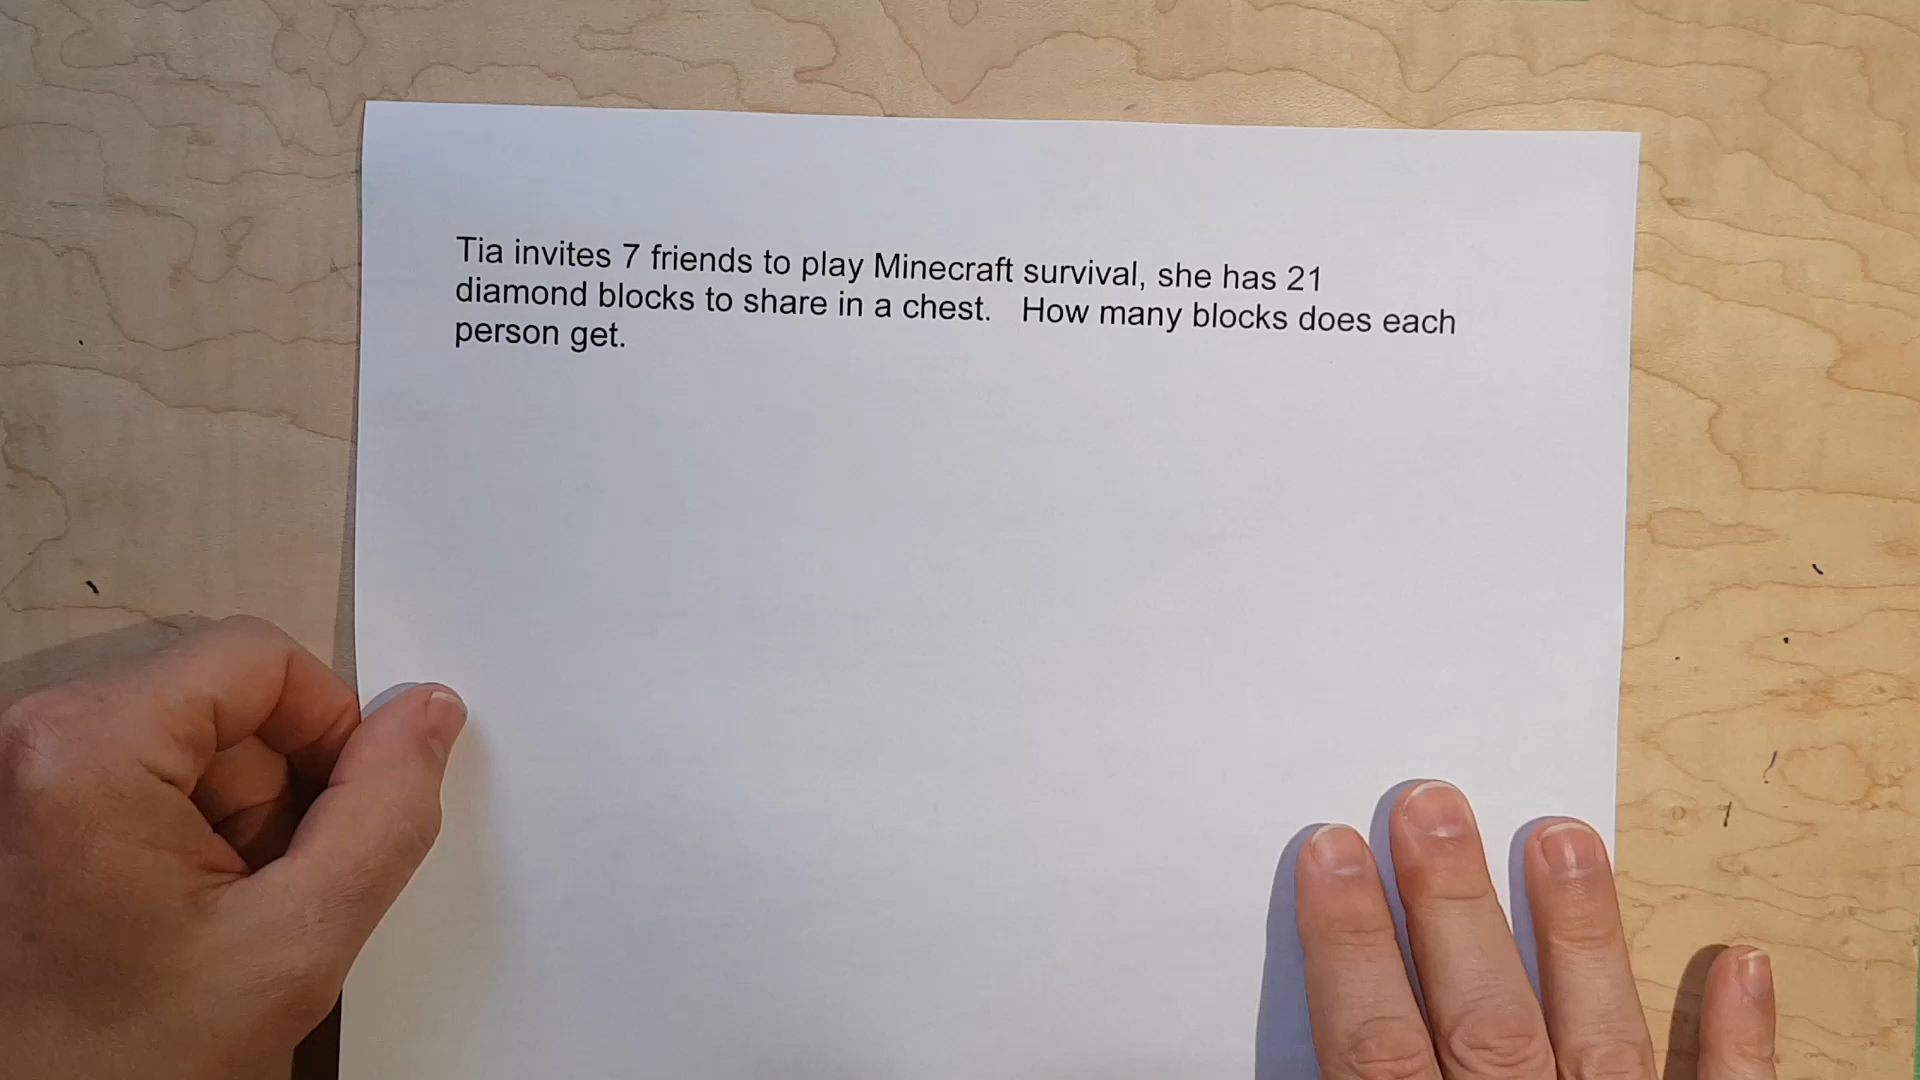 Tia invites 7 friends to play Minecraft survival, she has 21
diamond blocks to share in a chest.   How many blocks does each
person get.